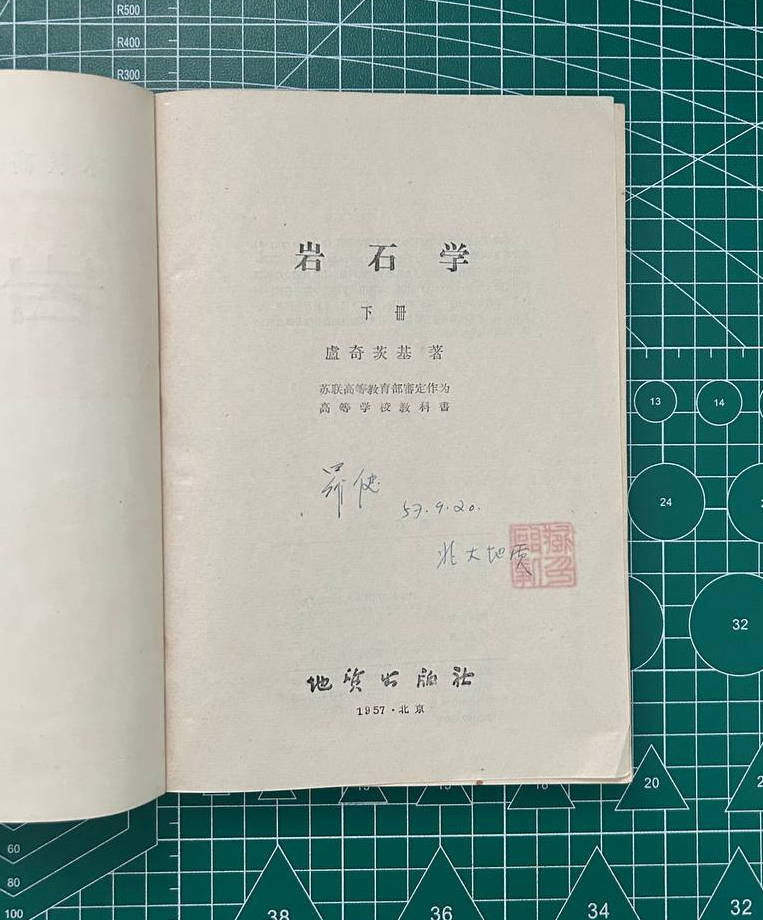 R500
R400
R300
岩石学
下册
盧奇茨基 著
苏联高等教育部審定作为
高等学校教科書
57.9.20.
北大地质
地質出版社
1957·北京
13
14
24
32
20
60
80
100
38
36
34
32